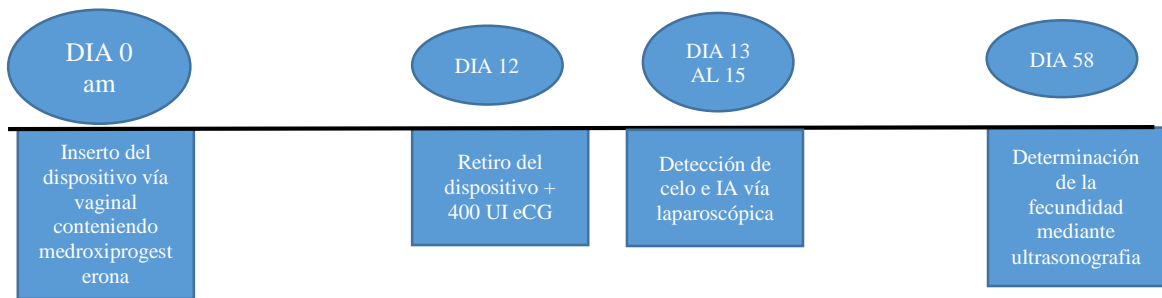 DIA 0
am
DIA 12
DIA 13
AL 15
DIA 58
Inserto del
dispositivo vía
vaginal
conteniendo
medroxiprogest
erona
Retiro del
dispositivo +
400 UI eCG
Detección de
celo e IA vía
laparoscópica
Determinación
de la
fecundidad
mediante
ultrasonografia